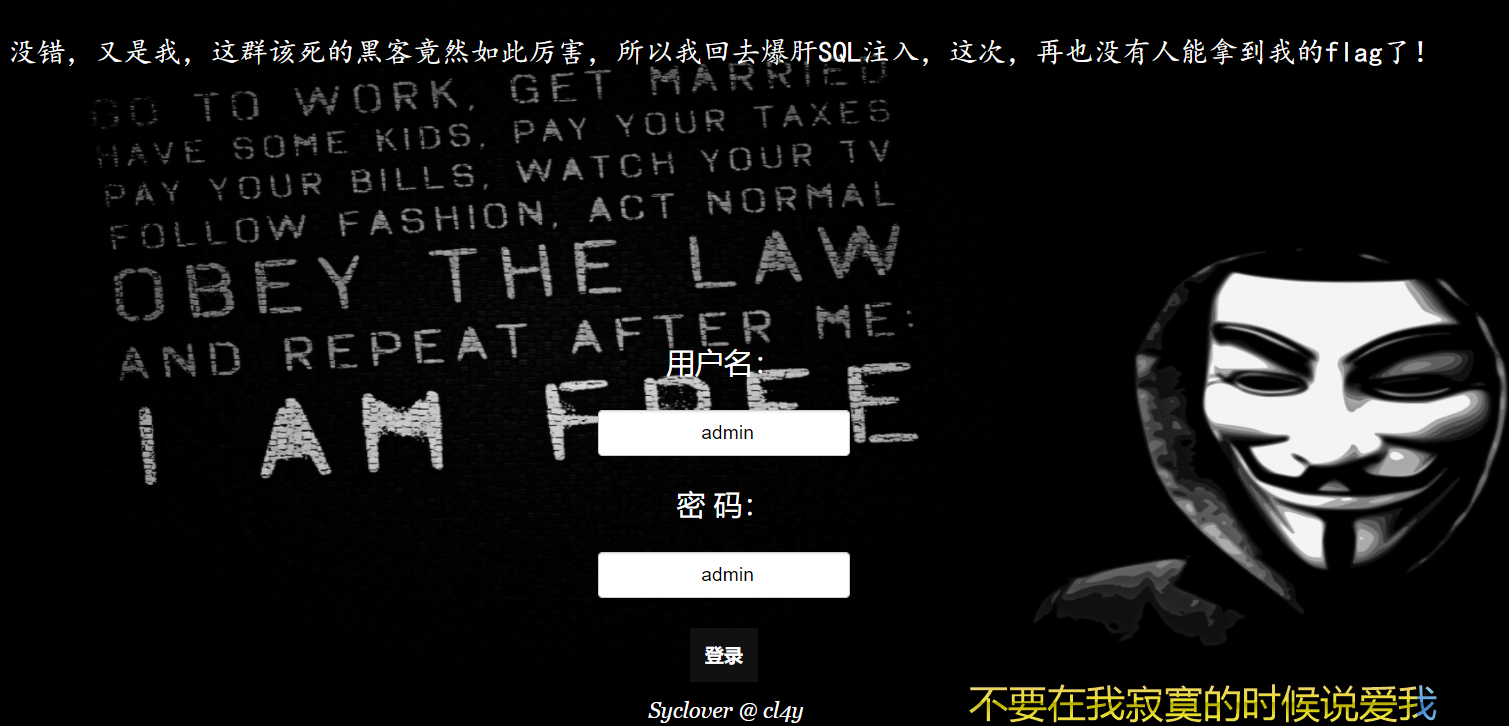 没错，又是我，这群该死的黑客竟然如此厉害，所以我回去爆肝SQL注入，这次，再也没有人能拿到我的flag了！
GO TO WORK, GET MARRIED
HAVE SOME KIDS, PAY YOUR TAXES
PAY YOUR BILLS, WATCH YOUR TV
FOLLOW FASHION, ACT NORMAL
OBEY THE LAW
AND REPEAT AFTER ME:
I AM FREE
用户名：
admin
密 码：
admin
登录
Syclover @ cl4y
不要在我寂寞的时候说爱我